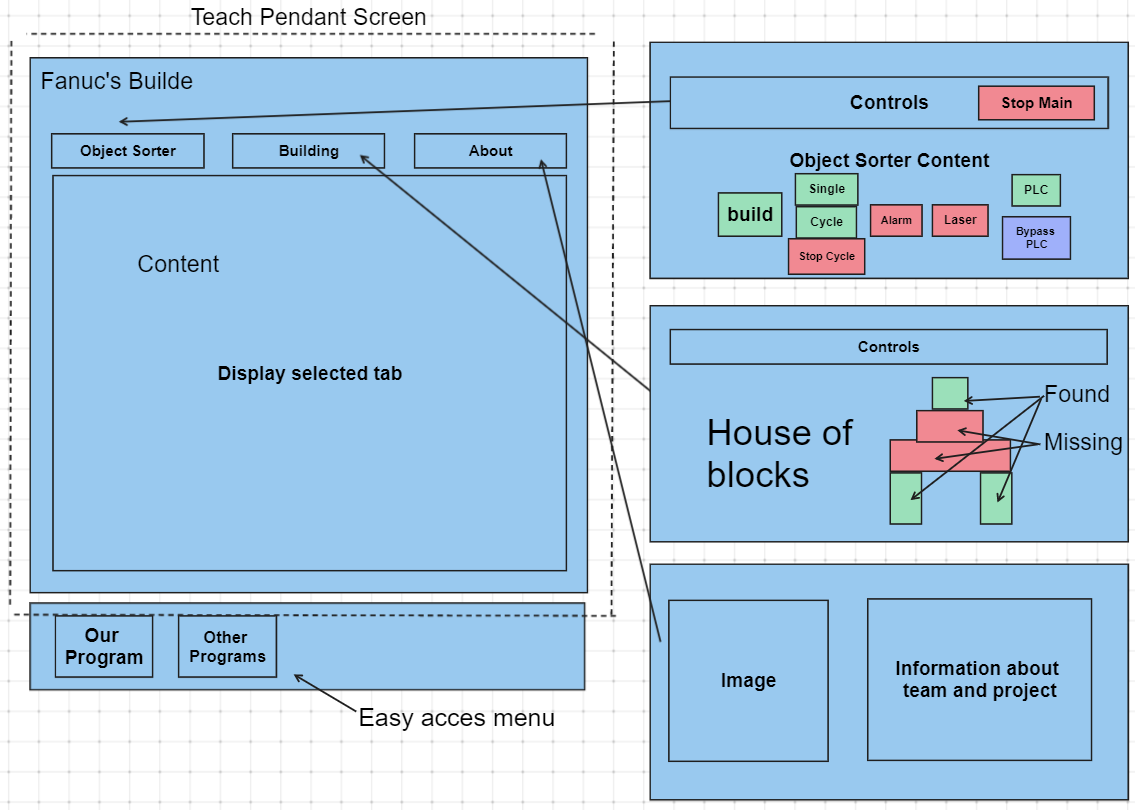 Teach Pendant Screen
Fanuc's Builde
Object Sorter
Building
About
Content
Display selected tab
Our
Program
Other
Programs
Easy acces menu
Controls
Stop Main
Object Sorter Content
build
Single
Cycle
Stop Cycle
Alarm
Laser
PLC
Bypass
PLC
Controls
House of
blocks
Found
Missing
Image
Information about
team and project